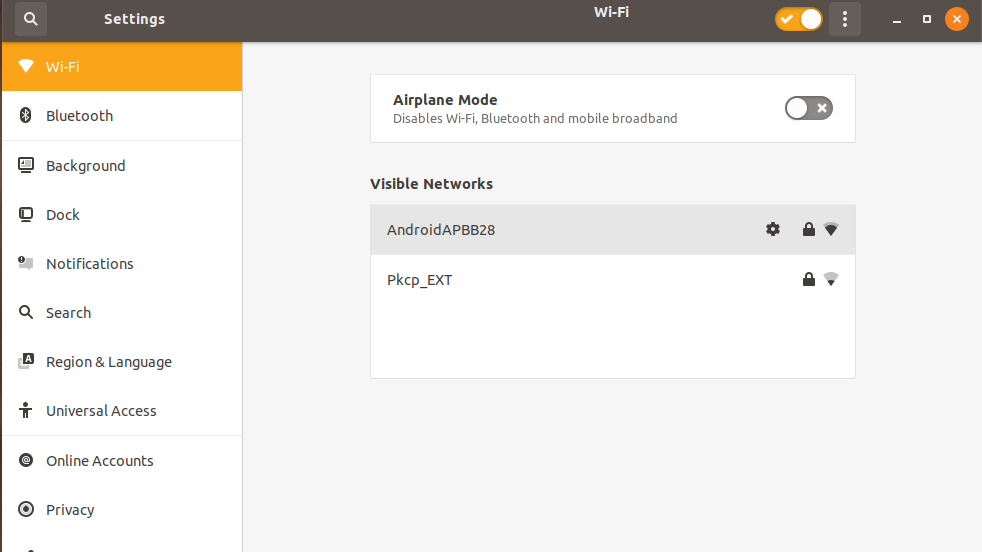 Settings
Wi-Fi
Wi-Fi
Bluetooth
Background
Dock
Notifications
Search
Region & Language
Universal Access
Online Accounts
Privacy
Airplane Mode
Disables Wi-Fi, Bluetooth and mobile broadband
Visible Networks
AndroidAPBB28
Pkcp_EXT